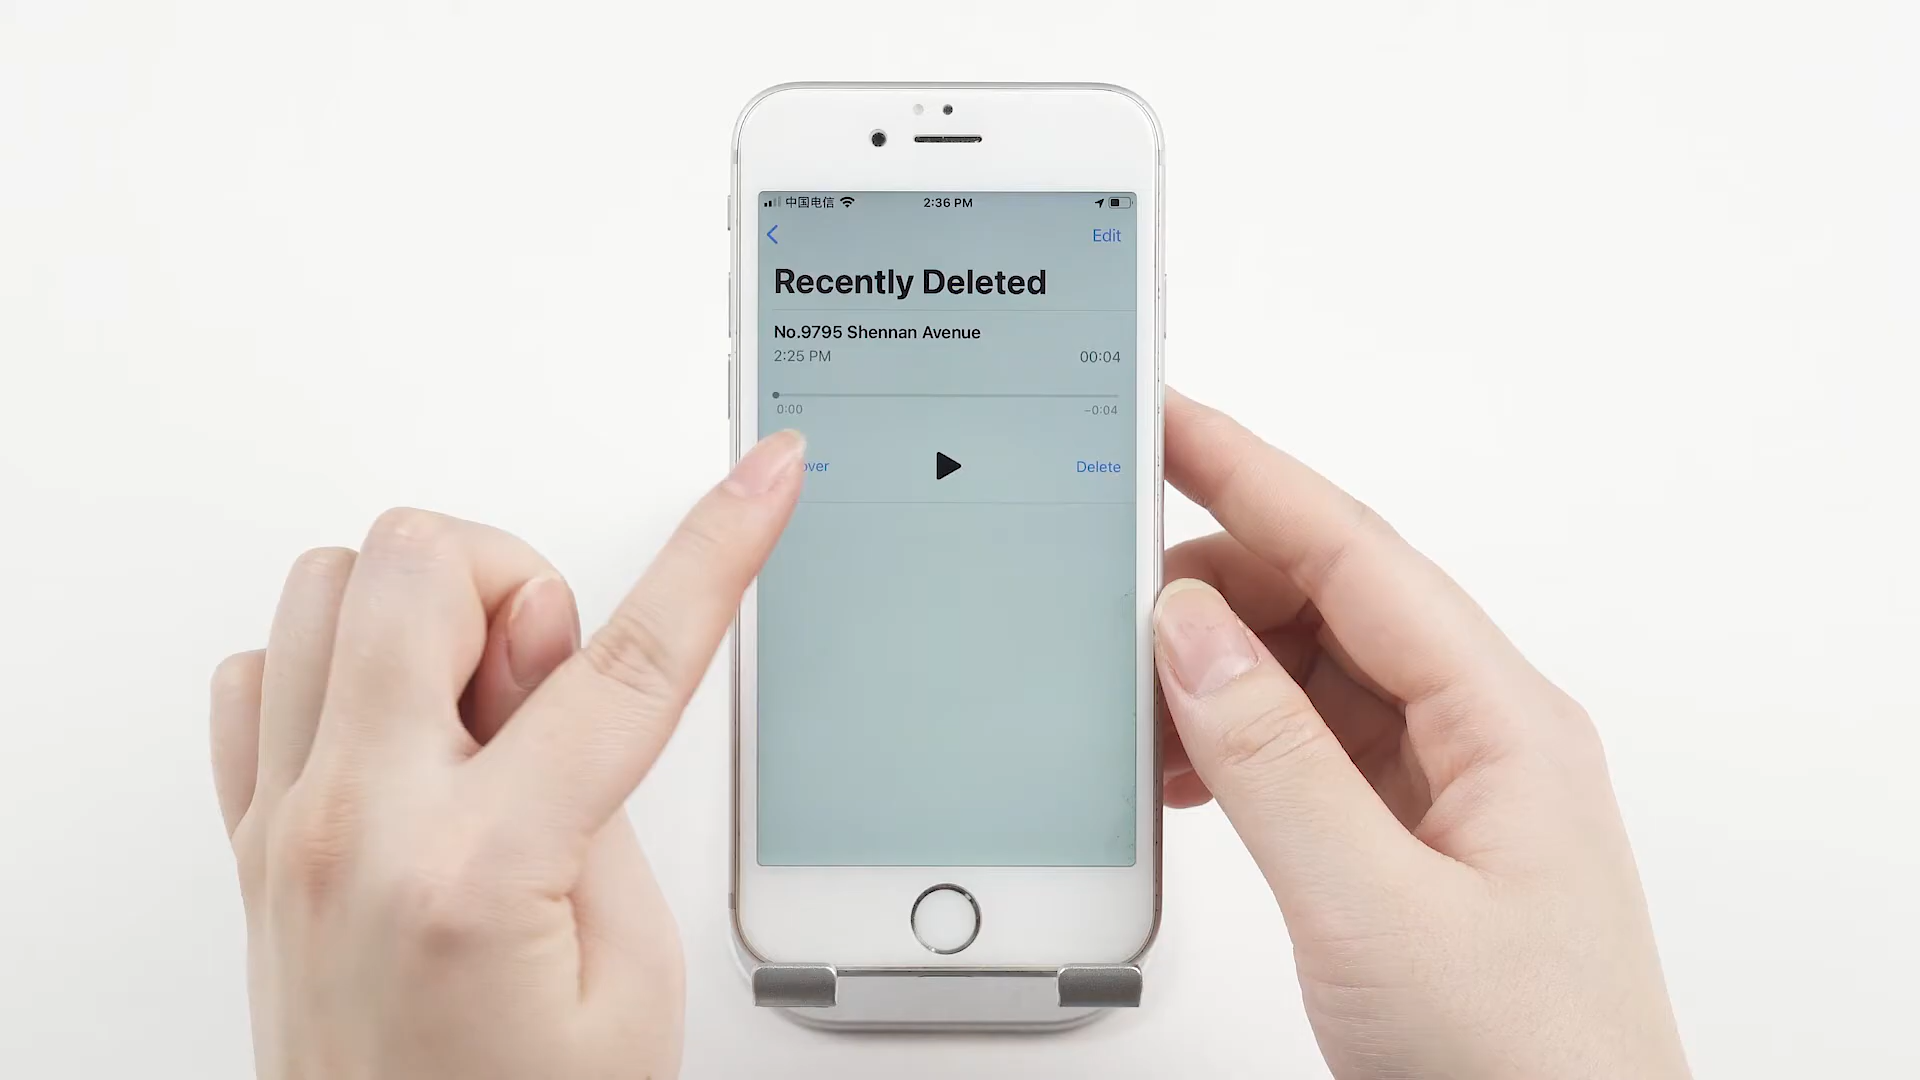 中国电信 2:36 PM
Edit
Recently Deleted
No.9795 Shennan Avenue
2:25 PM 00:04
0:00 -0:04
Delete